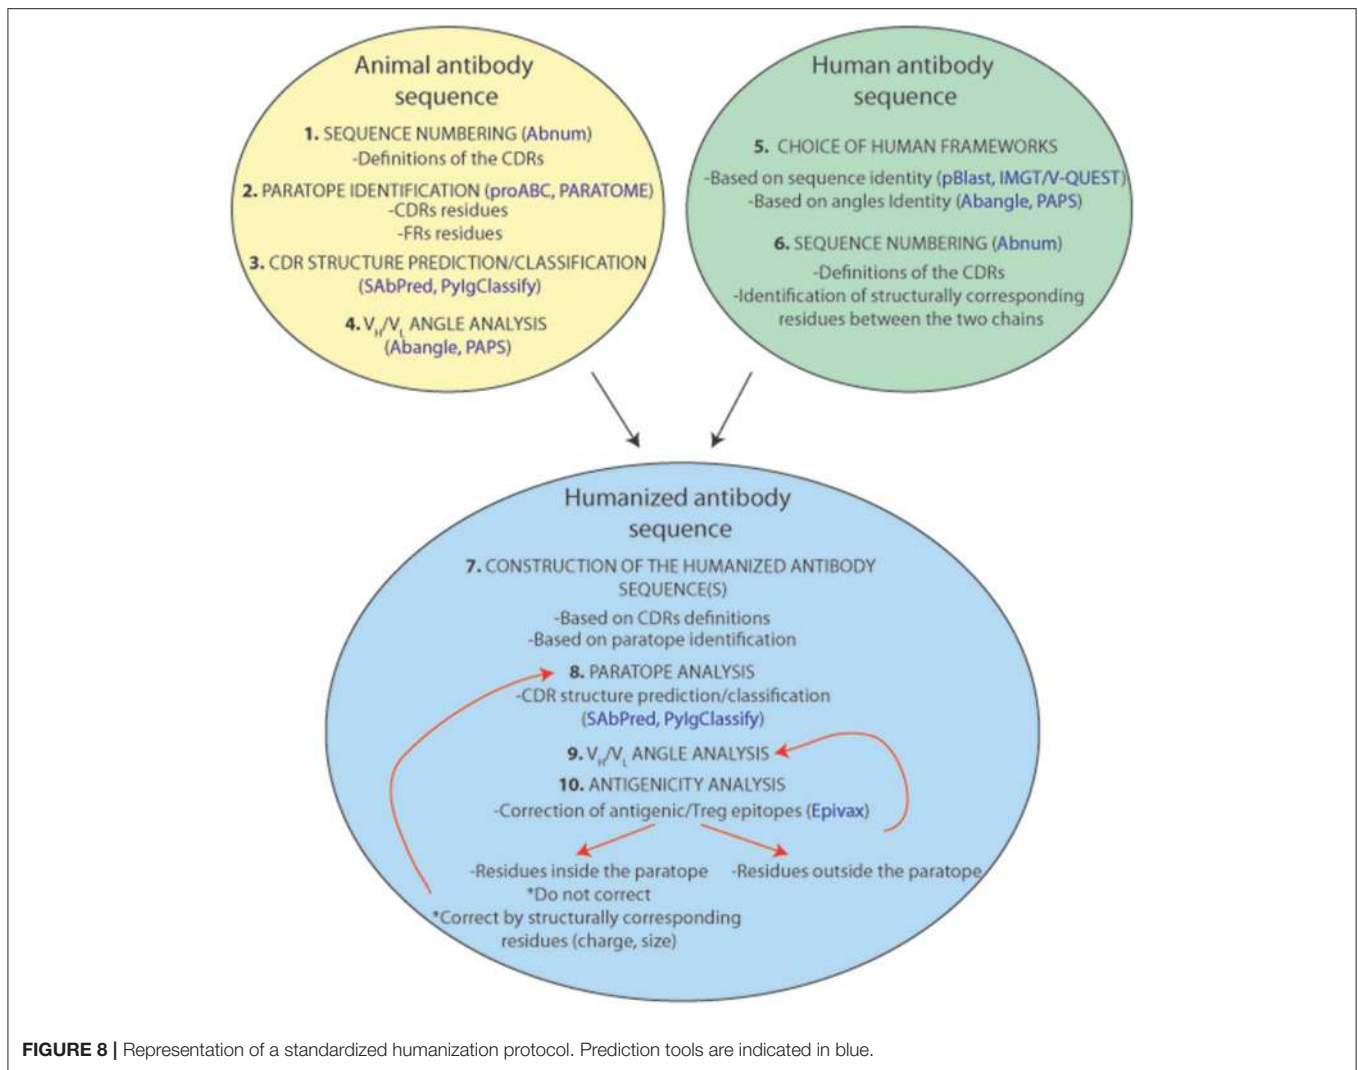 Animal antibody
sequence
1. SEQUENCE NUMBERING (Abnum)
-Definitions of the CDRs
2. PARATOPE IDENTIFICATION (proABC, PARATOME)
-CDRs residues
-FRs residues
3. CDR STRUCTURE PREDICTION/CLASSIFICATION
(SAbPred, PyIgClassify)
4. VH/VL ANGLE ANALYSIS
(Abangle, PAPS)
Human antibody
sequence
5. CHOICE OF HUMAN FRAMEWORKS
-Based on sequence identity (pBlast, IMGT/V-QUEST)
-Based on angles Identity (Abangle, PAPS)
6. SEQUENCE NUMBERING (Abnum)
-Definitions of the CDRs
-Identification of structurally corresponding
residues between the two chains
Humanized antibody
sequence
7. CONSTRUCTION OF THE HUMANIZED ANTIBODY
SEQUENCE(S)
-Based on CDRs definitions
-Based on paratope identification
8. PARATOPE ANALYSIS
-CDR structure prediction/classification
(SAbPred, PyIgClassify)
9. VH/VL ANGLE ANALYSIS
10. ANTIGENICITY ANALYSIS
-Correction of antigenic/Treg epitopes (Epivax)
-Residues inside the paratope
*Do not correct
*Correct by structurally corresponding
residues (charge, size)
-Residues outside the paratope
FIGURE 8 | Representation of a standardized humanization protocol. Prediction tools are indicated in blue.